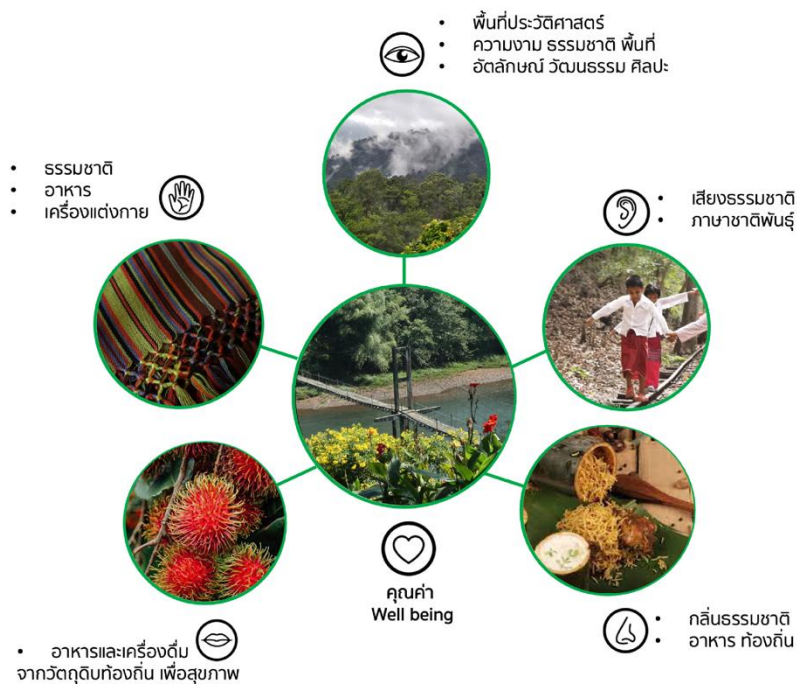 • พื้นที่ประวัติศาสตร์
• ความงาม ธรรมชาติ พื้นที่
• อัตลักษณ์ วัฒนธรรม ศิลปะ
• ธรรมชาติ
• อาหาร
• เครื่องแต่งกาย
• เสียงธรรมชาติ
• ภาษาชาติพันธุ์
คุณค่า
Well being
• กลิ่นธรรมชาติ
• อาหาร ท้องถิ่น
• อาหารและเครื่องดื่ม
จากวัตถุดิบท้องถิ่น เพื่อสุขภาพ